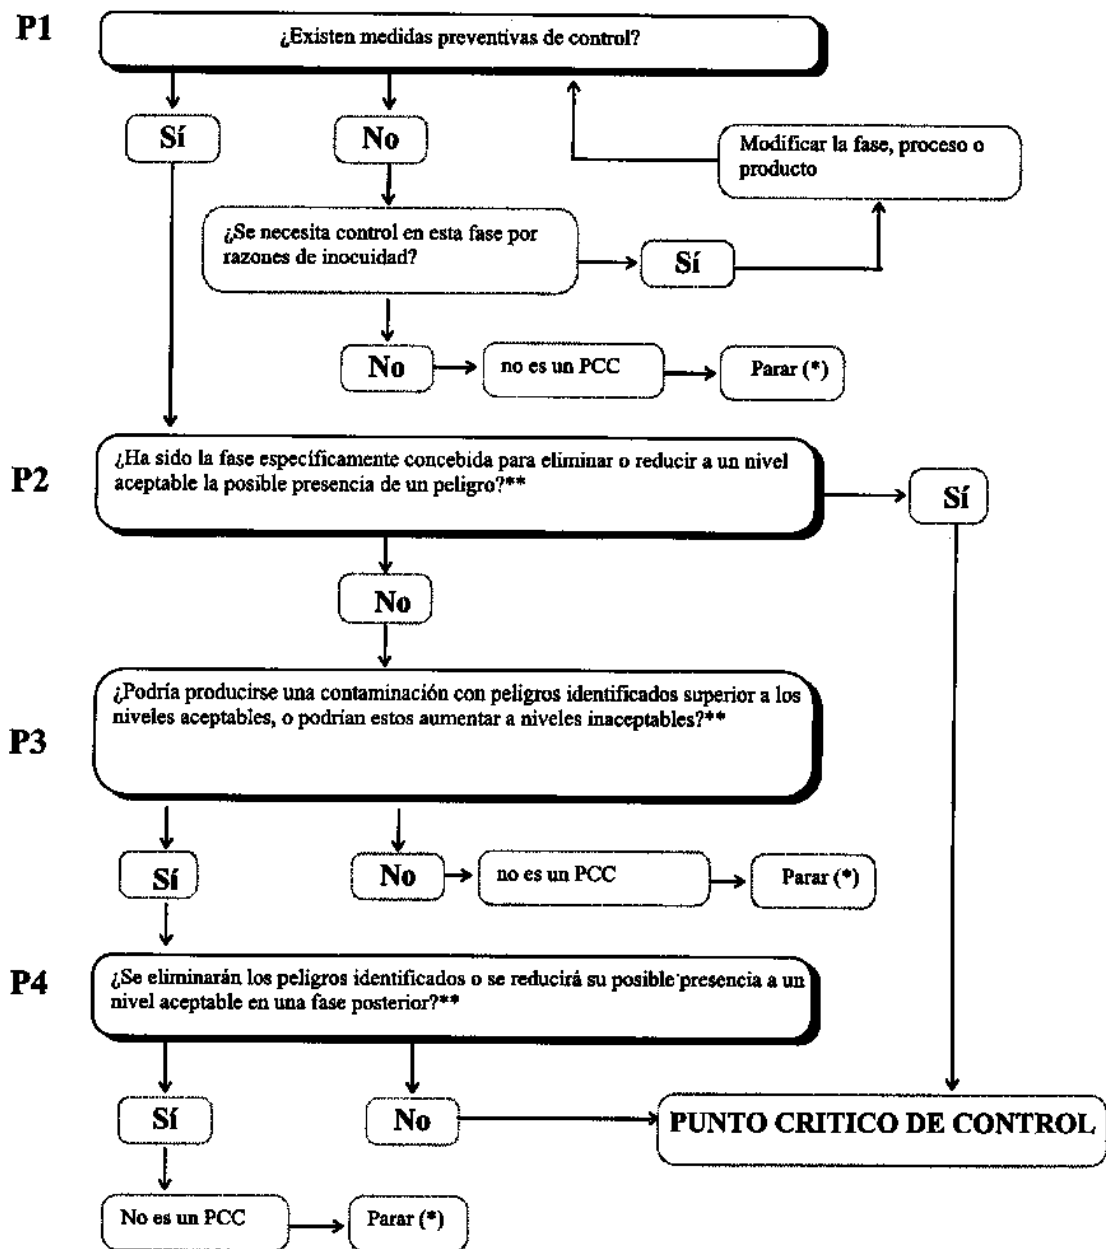 P1
¿Existen medidas preventivas de control?
Sí
No
Modificar la fase, proceso o
producto
¿Se necesita control en esta fase por
razones de inocuidad?
Sí
No
no es un PCC
Parar (*)
P2
¿Ha sido la fase específicamente concebida para eliminar o reducir a un nivel
aceptable la posible presencia de un peligro?**
Sí
No
P3
¿Podría producirse una contaminación con peligros identificados superior a los
niveles aceptables, o podrían estos aumentar a niveles inaceptables?**
Sí
No
no es un PCC
Parar (*)
P4
¿Se eliminarán los peligros identificados o se reducirá su posible presencia a un
nivel aceptable en una fase posterior?**
Sí
No
PUNTO CRITICO DE CONTROL
No es un PCC
Parar (*)